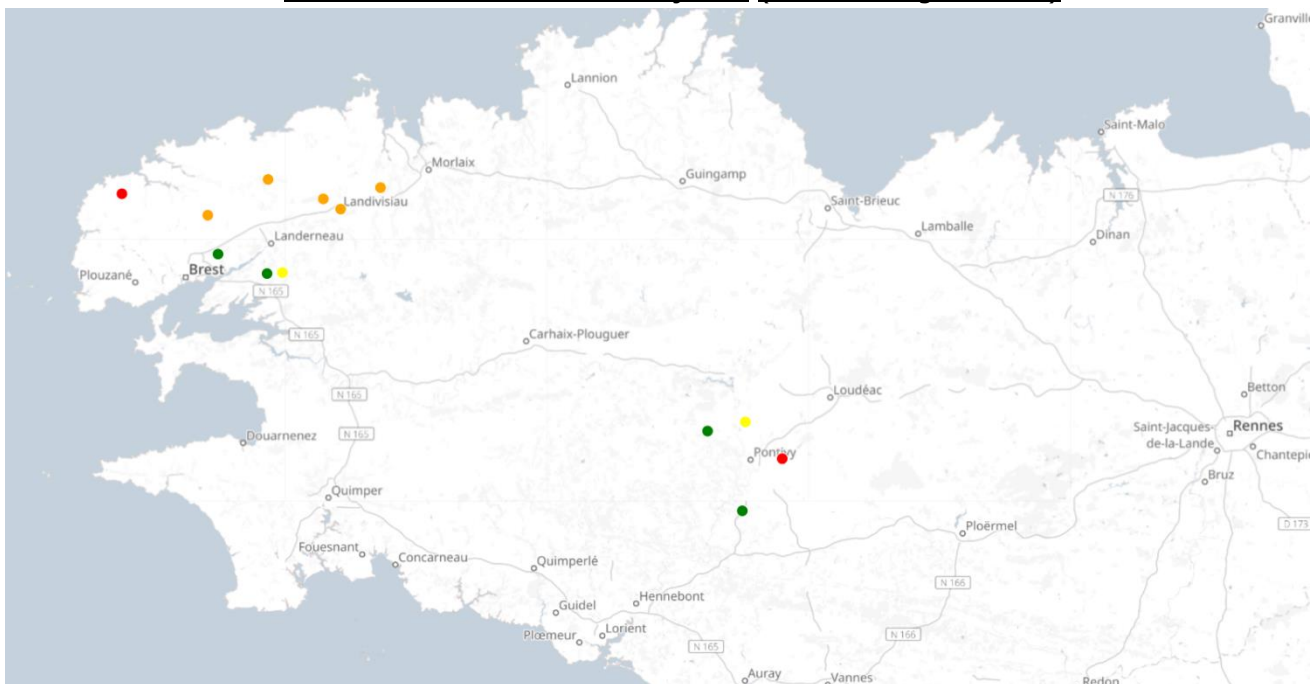 Granville
Lannion
Saint-Malo
Morlaix
Guingamp
N 176
Landivisiau
Saint-Brieuc
Lamballe
Dinan
Landerneau
Brest
Plouzané
N 165
N 165
Carhaix-Plouguer
N 165
Loudéac
Betton
Saint-Jacques-
de-la-Lande
Rennes
N 165
Douarnenez
Pontivy
Chantepie
Bruz
Quimper
D 173
Ploërmel
Fouesnant
Concarneau
Quimperlé
N 166
Hennebont
Guidel
Lorient
Plœmeur
N 166
N 165
Auray
Vannes
Redon